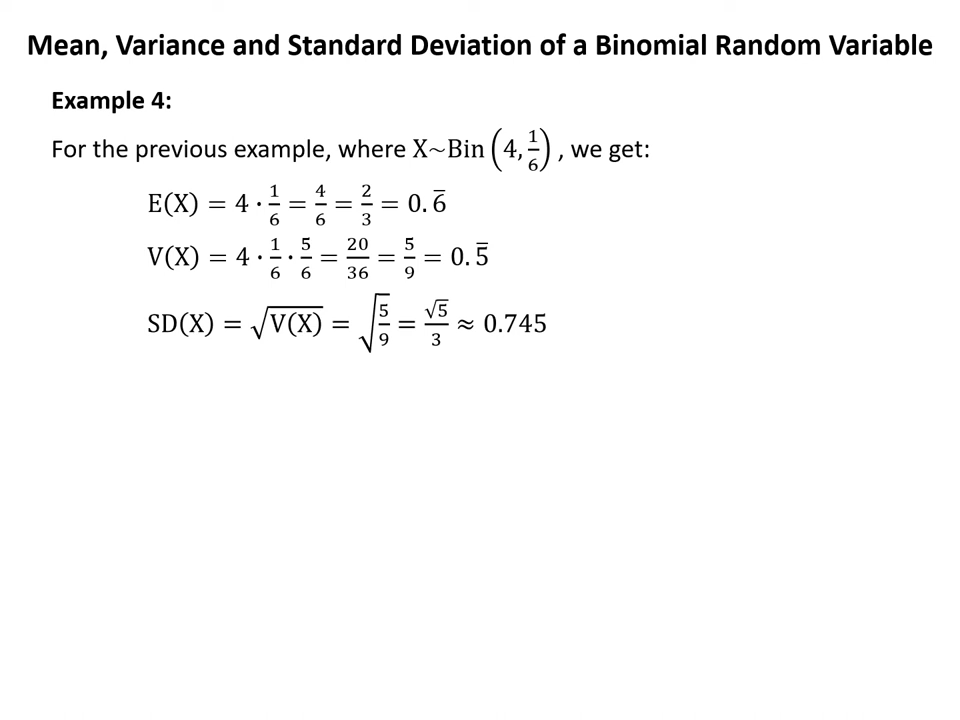 Mean, Variance and Standard Deviation of a Binomial Random Variable
Example 4:
For the previous example, where X~Bin(4, 1/6), we get:
E(X) = 4 · 1/6 = 4/6 = 2/3 = 0.6̅
V(X) = 4 · 1/6 · 5/6 = 20/36 = 5/9 = 0.5̅
SD(X) = √V(X) = √(5/9) = √5/3 ≈ 0.745